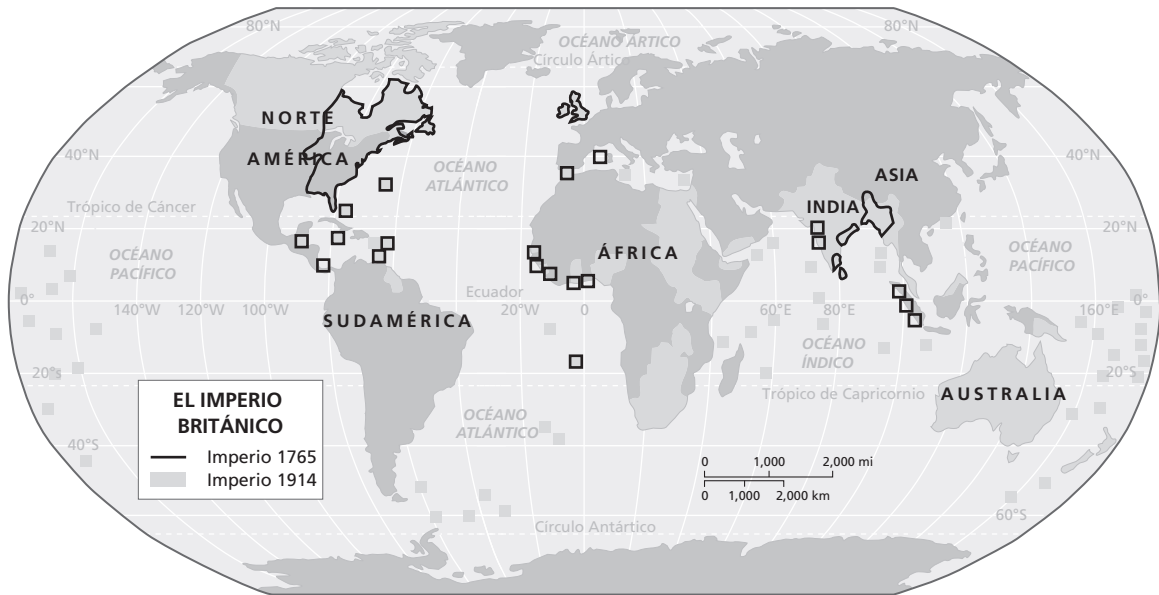 80°N
80°N
OCÉANO ÁRTICO
Círculo Ártico
NORTE
AMÉRICA
40°N
40°N
OCÉANO
ATLÁNTICO
ASIA
INDIA
Trópico de Cáncer
20°N
20°N
OCÉANO
PACÍFICO
ÁFRICA
OCÉANO
PACÍFICO
Ecuador
0°
140°W
120°W
100°W
20°W
0°
60°E
80°E
0°
160°E
SUDAMÉRICA
OCÉANO
ÍNDICO
20°s
20°S
Trópico de Capricornio
AUSTRALIA
EL IMPERIO
BRITÁNICO
Imperio 1765
Imperio 1914
OCÉANO
ATLÁNTICO
40°S
40°S
0 1,000 2,000 mi
0 1,000 2,000 km
60°S
Círculo Antártico